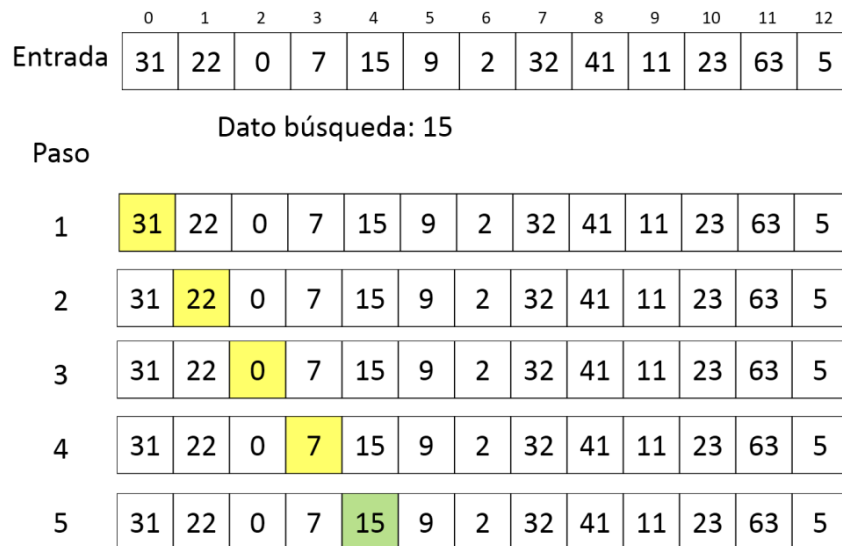 0 1 2 3 4 5 6 7 8 9 10 11 12
Entrada 31 22 0 7 15 9 2 32 41 11 23 63 5
Dato búsqueda: 15
Paso
1 31 22 0 7 15 9 2 32 41 11 23 63 5
2 31 22 0 7 15 9 2 32 41 11 23 63 5
3 31 22 0 7 15 9 2 32 41 11 23 63 5
4 31 22 0 7 15 9 2 32 41 11 23 63 5
5 31 22 0 7 15 9 2 32 41 11 23 63 5